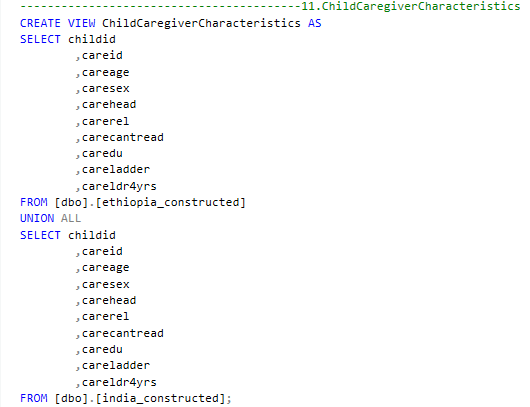 ------------------------------------------11.ChildCaregiverCharacteristics
CREATE VIEW ChildCaregiverCharacteristics AS
SELECT childid
,careid
,careage
,caresex
,carehead
,carerel
,carecantread
,caredu
,careladder
,careldr4yrs
FROM [dbo].[ethiopia_constructed]
UNION ALL
SELECT childid
,careid
,careage
,caresex
,carehead
,carerel
,carecantread
,caredu
,careladder
,careldr4yrs
FROM [dbo].[india_constructed];